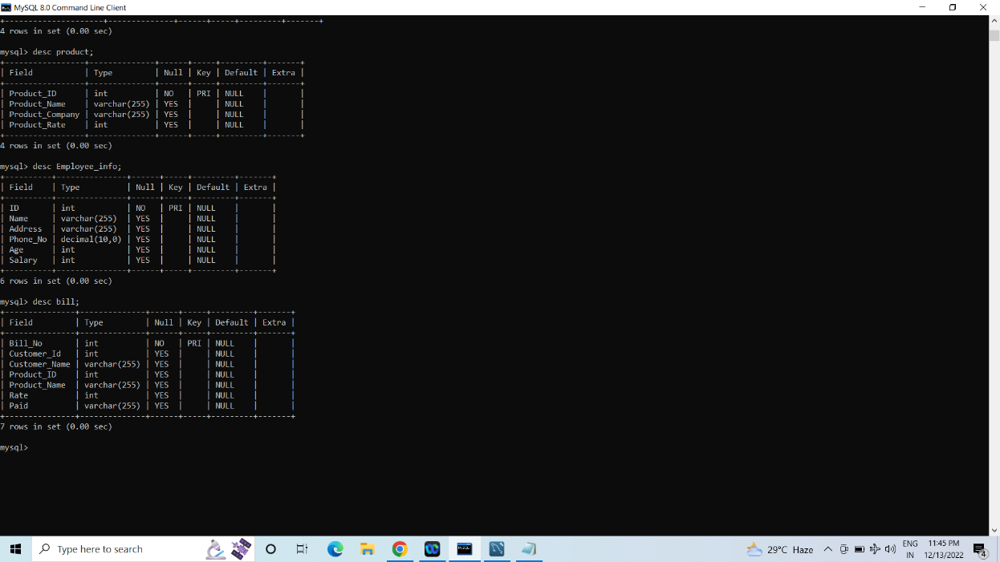 MySQL 8.0 Command Line Client
+---------------------+--------------+------+-----+---------+-------+
4 rows in set (0.00 sec)
mysql> desc product;
+-----------------+--------------+------+-----+---------+-------+
| Field           | Type         | Null | Key | Default | Extra |
+-----------------+--------------+------+-----+---------+-------+
| Product_ID      | int          | NO   | PRI | NULL    |       |
| Product_Name    | varchar(255) | YES  |     | NULL    |       |
| Product_Company | varchar(255) | YES  |     | NULL    |       |
| Product_Rate    | int          | YES  |     | NULL    |       |
+-----------------+--------------+------+-----+---------+-------+
4 rows in set (0.00 sec)
mysql> desc Employee_info;
+----------+---------------+------+-----+---------+-------+
| Field    | Type          | Null | Key | Default | Extra |
+----------+---------------+------+-----+---------+-------+
| ID       | int           | NO   | PRI | NULL    |       |
| Name     | varchar(255)  | YES  |     | NULL    |       |
| Address  | varchar(255)  | YES  |     | NULL    |       |
| Phone_No | decimal(10,0) | YES  |     | NULL    |       |
| Age      | int           | YES  |     | NULL    |       |
| Salary   | int           | YES  |     | NULL    |       |
+----------+---------------+------+-----+---------+-------+
6 rows in set (0.00 sec)
mysql> desc bill;
+---------------+--------------+------+-----+---------+-------+
| Field         | Type         | Null | Key | Default | Extra |
+---------------+--------------+------+-----+---------+-------+
| Bill_No       | int          | NO   | PRI | NULL    |       |
| Customer_Id   | int          | YES  |     | NULL    |       |
| Customer_Name | varchar(255) | YES  |     | NULL    |       |
| Product_ID    | int          | YES  |     | NULL    |       |
| Product_Name  | varchar(255) | YES  |     | NULL    |       |
| Rate          | int          | YES  |     | NULL    |       |
| Paid          | varchar(255) | YES  |     | NULL    |       |
+---------------+--------------+------+-----+---------+-------+
7 rows in set (0.00 sec)
mysql>
Type here to search
29°C Haze
ENG
IN
11:45 PM
12/13/2022
4